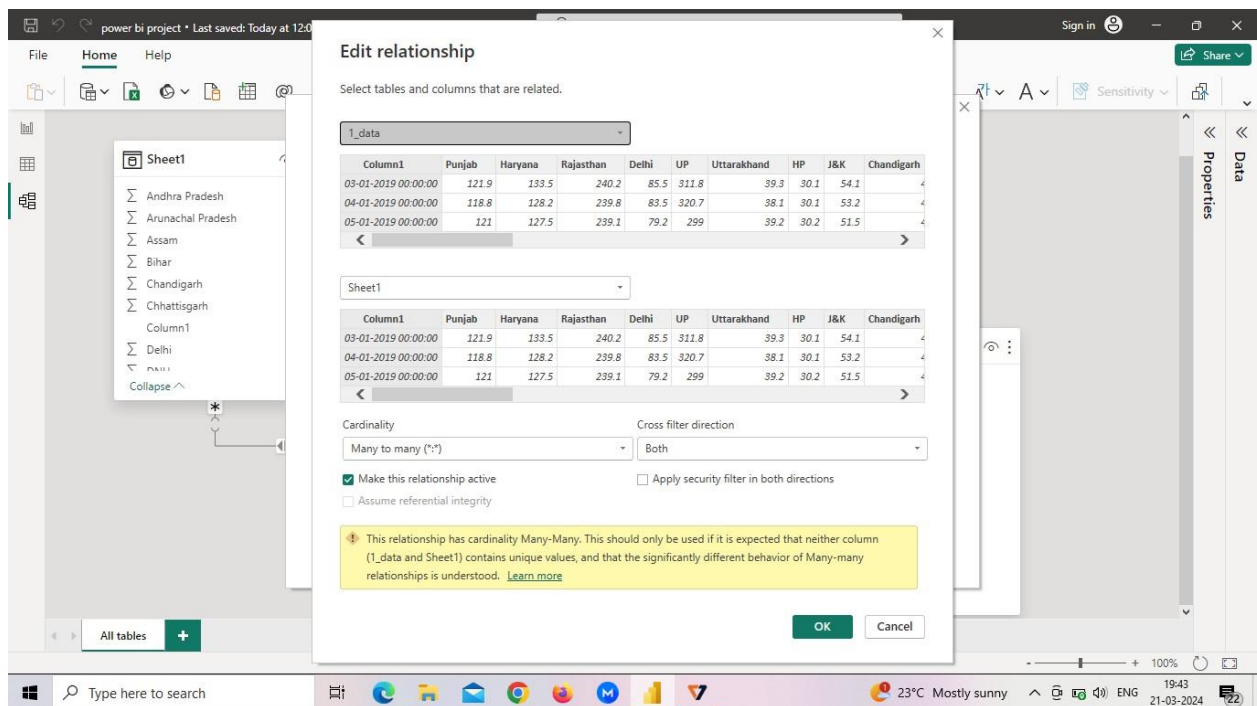 power bi project • Last saved: Today at 12:0
Sign in
File Home Help
Share
Sensitivity
Edit relationship
Select tables and columns that are related.
1_data
Column1 Punjab Haryana Rajasthan Delhi UP Uttarakhand HP J&K Chandigarh
03-01-2019 00:00:00 121.9 133.5 240.2 85.5 311.8 39.3 30.1 54.1
04-01-2019 00:00:00 118.8 128.2 239.8 83.5 320.7 38.1 30.1 53.2
05-01-2019 00:00:00 121 127.5 239.1 79.2 299 39.2 30.2 51.5
Sheet1
Column1 Punjab Haryana Rajasthan Delhi UP Uttarakhand HP J&K Chandigarh
03-01-2019 00:00:00 121.9 133.5 240.2 85.5 311.8 39.3 30.1 54.1
04-01-2019 00:00:00 118.8 128.2 239.8 83.5 320.7 38.1 30.1 53.2
05-01-2019 00:00:00 121 127.5 239.1 79.2 299 39.2 30.2 51.5
Cardinality Cross filter direction
Many to many (*:*) Both
Make this relationship active Apply security filter in both directions
Assume referential integrity
This relationship has cardinality Many-Many. This should only be used if it is expected that neither column
(1_data and Sheet1) contains unique values, and that the significantly different behavior of Many-many
relationships is understood. Learn more
OK Cancel
Sheet1
Andhra Pradesh
Arunachal Pradesh
Assam
Bihar
Chandigarh
Chhattisgarh
Column1
Delhi
Collapse
Properties
Data
All tables
100%
Type here to search
23°C Mostly sunny
ENG
19:43
21-03-2024
22